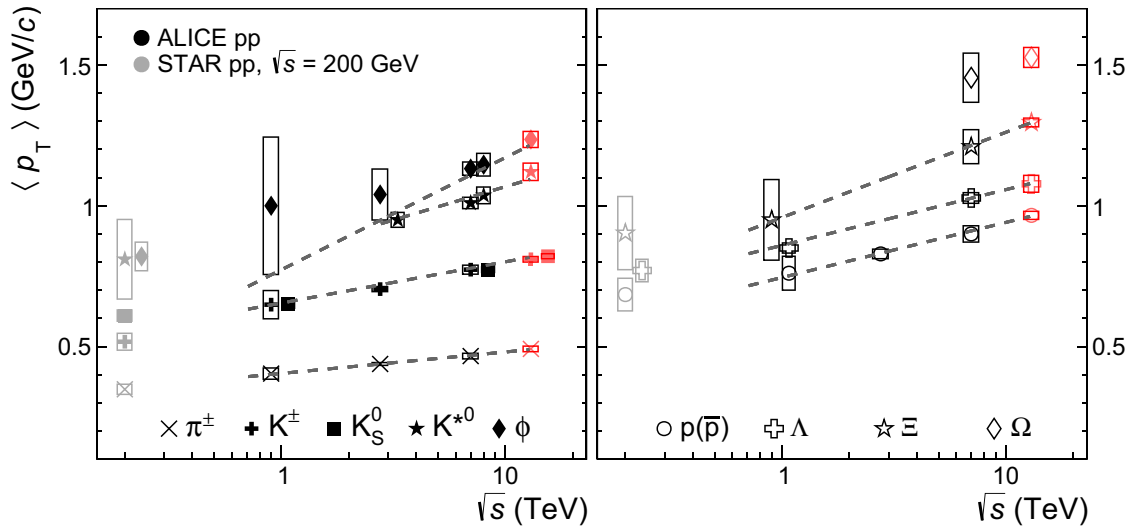 ⟨ p_T ⟩ (GeV/c)
ALICE pp
STAR pp, √s = 200 GeV
1.5
1
0.5
π± K± K⁰_S K*⁰ ϕ
1 10
√s (TeV)
1.5
1
0.5
p(p̅) Λ Ξ Ω
1 10
√s (TeV)